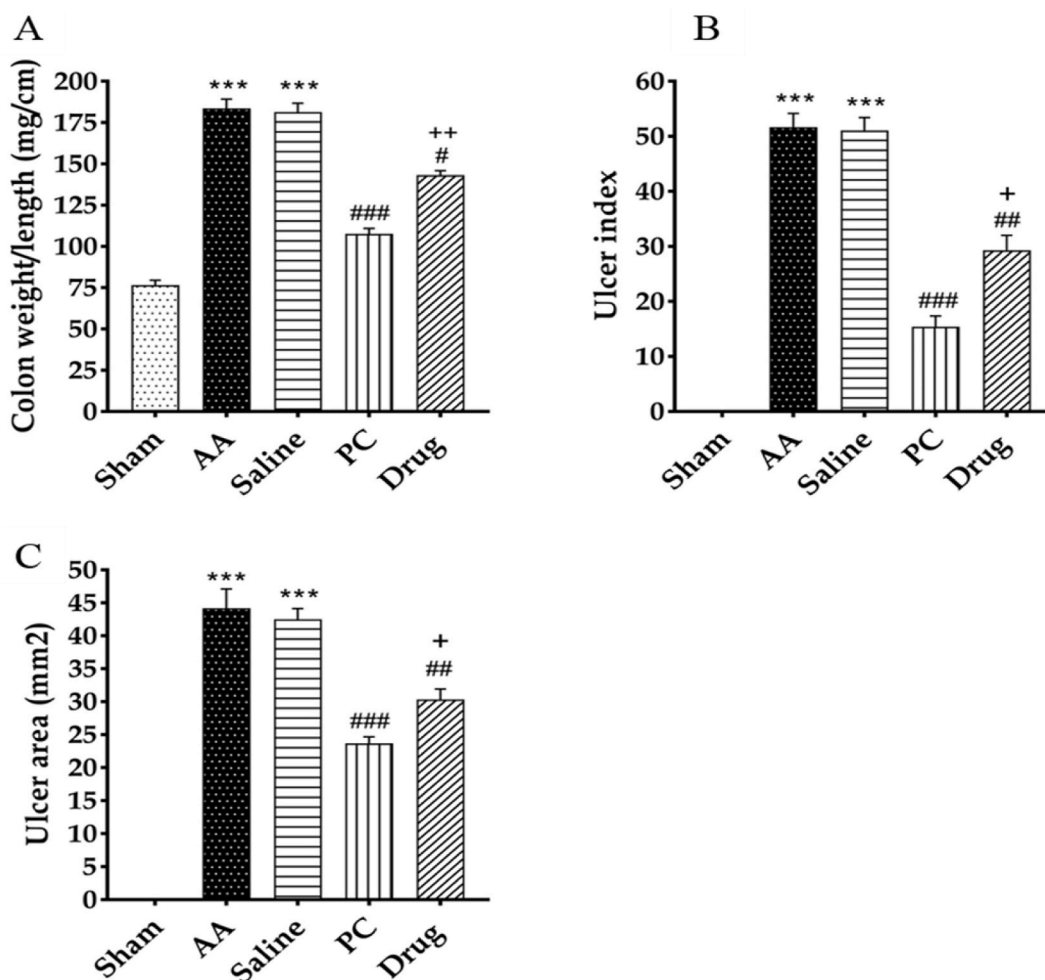 A
Colon weight/length (mg/cm)
200
175
150
125
100
75
50
25
0
***
***
###
++
#
Sham
AA
Saline
PC
Drug
B
Ulcer index
60
50
40
30
20
10
0
***
***
###
+
##
Sham
AA
Saline
PC
Drug
C
Ulcer area (mm2)
50
45
40
35
30
25
20
15
10
5
0
***
***
###
+
##
Sham
AA
Saline
PC
Drug